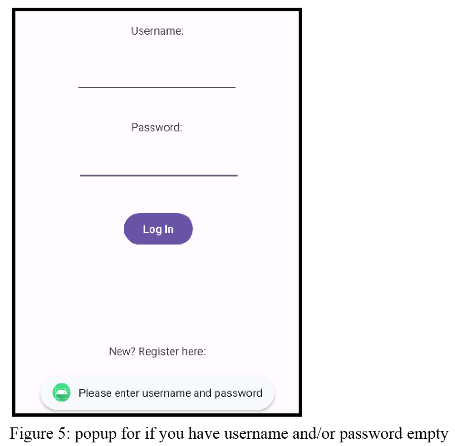 Username:
Password:
Log In
New? Register here:
Please enter username and password
Figure 5: popup for if you have username and/or password empty